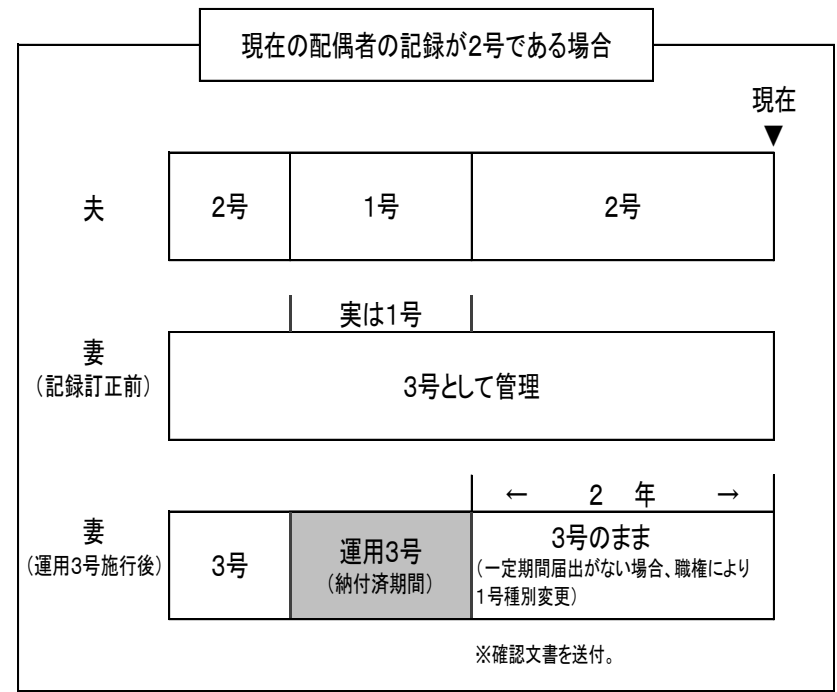 現在の配偶者の記録が2号である場合
現在
▼
夫
2号
1号
2号
実は1号
妻
（記録訂正前）
3号として管理
← 2 年 →
妻
（運用3号施行後）
3号
運用3号
（納付済期間）
3号のまま
（一定期間届出がない場合、職権により
1号種別変更）
※確認文書を送付。